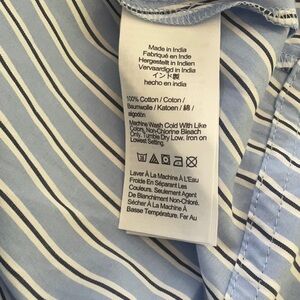 Made in India
Fabriqué en Inde
Hergestellt in Indien
Vervaardigd in India
インド製
hecho en india
100% Cotton / Coton /
Baumwolle / Katoen / 綿 /
algodón
Machine Wash Cold With Like
Colors, Non-Chlorine Bleach
Only. Tumble Dry Low. Iron on
Lowest Setting.
Laver À La Machine À L'Eau
Froide En Séparant Les
Couleurs. Seulement Agent
De Blanchiment Non-Chloré.
Sécher À La Machine À
Basse Température. Fer Au